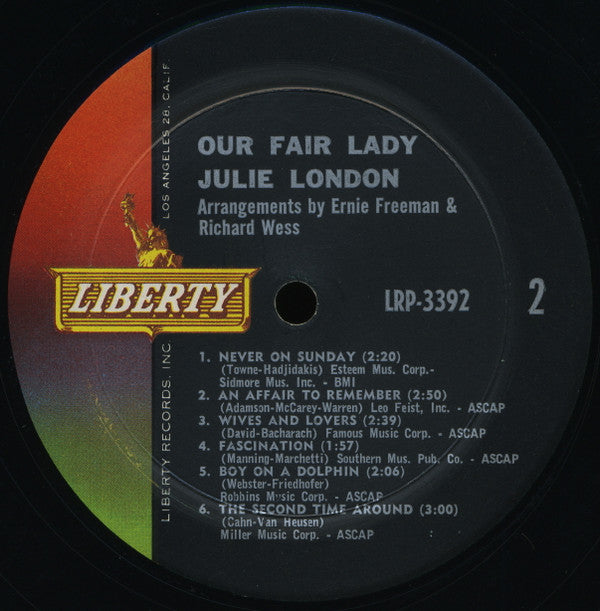 OUR FAIR LADY
JULIE LONDON
Arrangements by Ernie Freeman &
Richard Wess
LIBERTY
LRP-3392
2
1. NEVER ON SUNDAY (2:20)
(Towne-Hadjidakis) Esteem Mus. Corp.-
Sidmore Mus. Inc. - BMI
2. AN AFFAIR TO REMEMBER (2:50)
(Adamson-McCarey-Warren) Leo Feist, Inc. - ASCAP
3. WIVES AND LOVERS (2:39)
(David-Bacharach) Famous Music Corp. - ASCAP
4. FASCINATION (1:57)
(Manning-Marchetti) Southern Mus. Pub. Co. - ASCAP
5. BOY ON A DOLPHIN (2:06)
(Webster-Friedhofer)
Robbins Music Corp. - ASCAP
6. THE SECOND TIME AROUND (3:00)
(Cahn-Van Heusen)
Miller Music Corp. - ASCAP
LIBERTY RECORDS, INC. LOS ANGELES 28, CALIF.